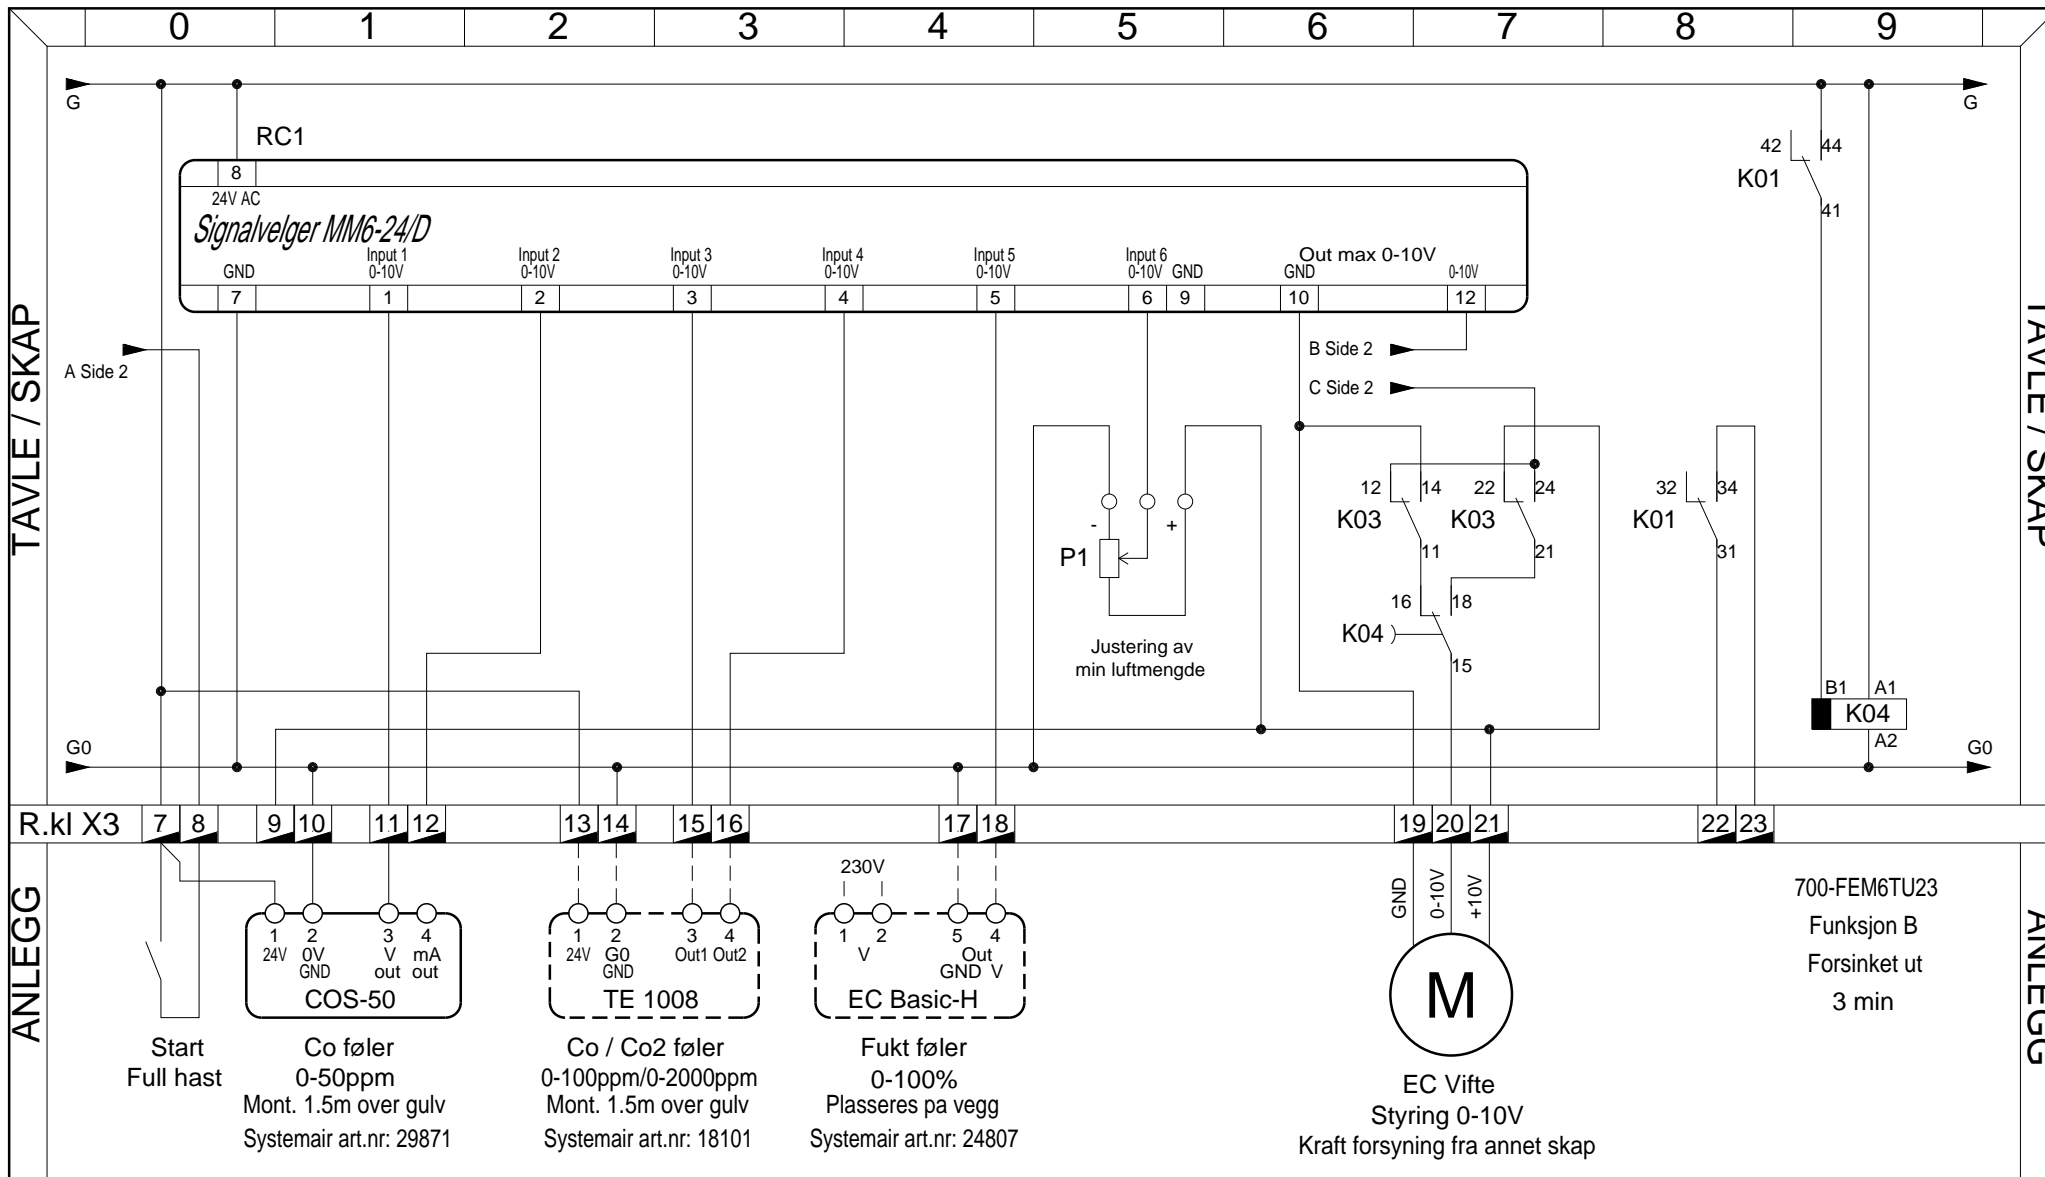 0 1 2 3 4 5 6 7 8 9
G G
RC1
8
24V AC
Signalvelger MM6-24/D
Input 1 Input 2 Input 3 Input 4 Input 5 Input 6 Out max 0-10V
GND 0-10V 0-10V 0-10V 0-10V 0-10V 0-10V GND GND 0-10V
7 1 2 3 4 5 6 9 10 12
42 44
K01
41
TAVLE / SKAP
TAVLE / SKAP
A Side 2
B Side 2
C Side 2
12 14 22 24 32 34
K03 K03 K01
11 21 31
- +
P1
16 18
K04
15
Justering av
min luftmengde
B1 A1
K04
A2
G0 G0
R.kl X3 7 8 9 10 11 12 13 14 15 16 17 18 19 20 21 22 23
ANLEGG
ANLEGG
230V
GND 0-10V +10V
1 2 3 4
24V 0V V mA
GND out out
COS-50
1 2 3 4
24V G0 Out1 Out2
GND
TE 1008
1 2 5 4
V Out
GND V
EC Basic-H
M
700-FEM6TU23
Funksjon B
Forsinket ut
3 min
Start
Full hast
Co føler
0-50ppm
Mont. 1.5m over gulv
Systemair art.nr: 29871
Co / Co2 føler
0-100ppm/0-2000ppm
Mont. 1.5m over gulv
Systemair art.nr: 18101
Fukt føler
0-100%
Plasseres pa vegg
Systemair art.nr: 24807
EC Vifte
Styring 0-10V
Kraft forsyning fra annet skap